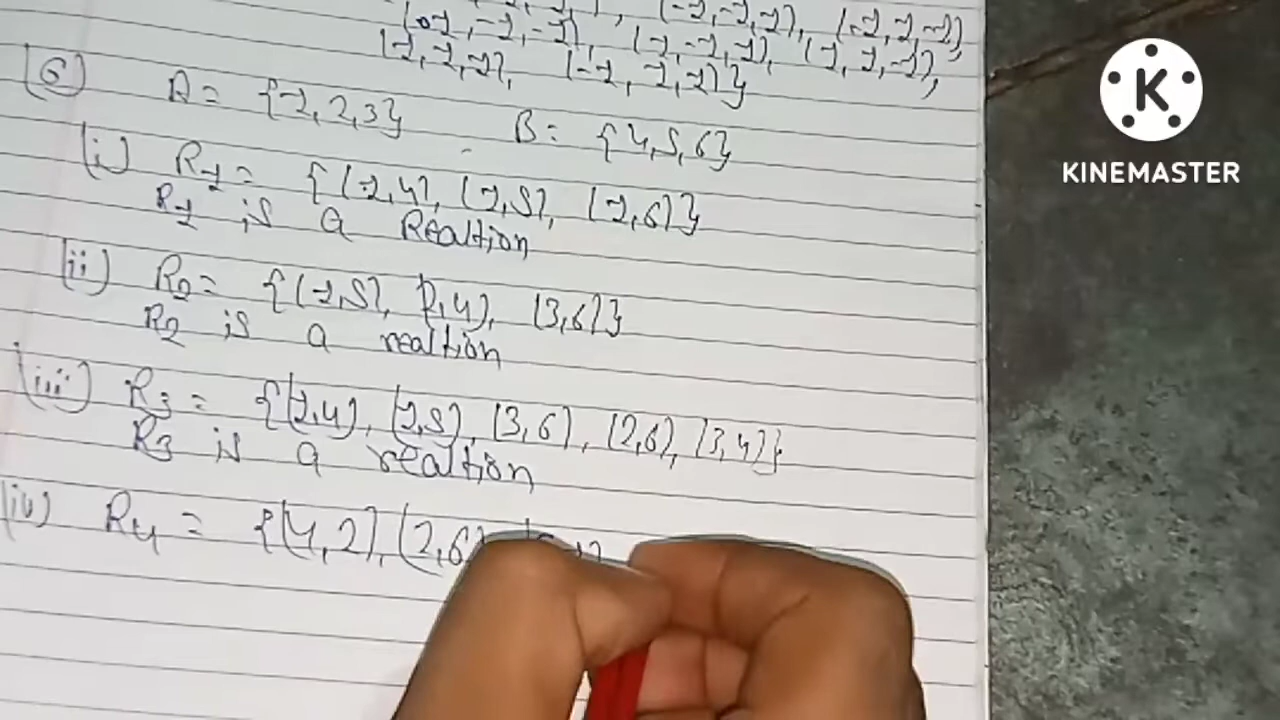 (-1,-1,1), (-1,1,-1),
(1,-1,-1), (1,-1,1), (1,1,-1),
(1,1,1), (-1,1,1)}
(6) A = {1,2,3} B = {4,5,6}
(i) R1 = {(1,4), (1,5), (1,6)}
R1 is a Realtion
(ii) R2 = {(1,5), (2,4), (3,6)}
R2 is a realtion
(iii) R3 = {(1,4), (1,5), (3,6), (2,6), (3,4)}
R3 is a realtion
(iv) R4 = {(4,2), (2,6)
K
KINEMASTER